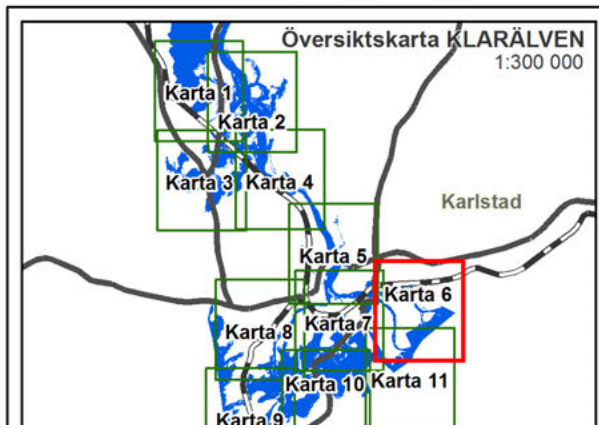 Översiktskarta KLARÄLVEN
1:300 000
Karta 1
Karta 2
Karta 3
Karta 4
Karlstad
Karta 5
Karta 6
Karta 8
Karta 7
Karta 10
Karta 11
Karta 9